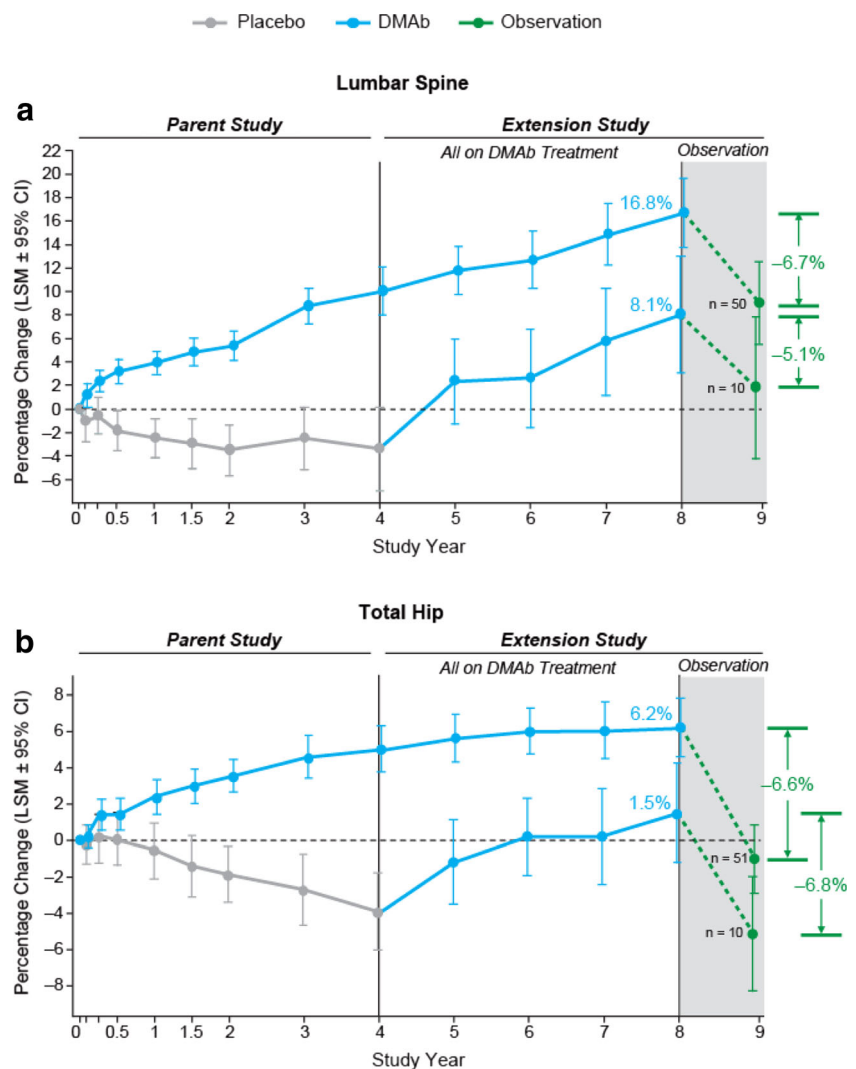 Placebo DMAb Observation
Lumbar Spine
a
Parent Study Extension Study
All on DMAb Treatment Observation
Percentage Change (LSM ± 95% CI)
22
20
18
16
14
12
10
8
6
4
2
0
–2
–4
–6
16.8%
8.1%
n = 50
n = 10
–6.7%
–5.1%
0 0.5 1 1.5 2 3 4 5 6 7 8 9
Study Year
Total Hip
b
Parent Study Extension Study
All on DMAb Treatment Observation
Percentage Change (LSM ± 95% CI)
8
6
4
2
0
–2
–4
–6
–8
6.2%
1.5%
n = 51
n = 10
–6.6%
–6.8%
0 0.5 1 1.5 2 3 4 5 6 7 8 9
Study Year